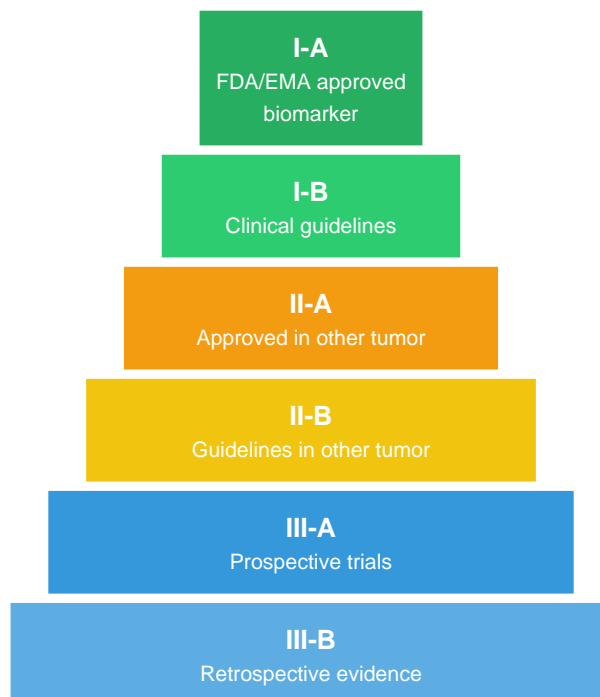 I-A
FDA/EMA approved
biomarker
I-B
Clinical guidelines
II-A
Approved in other tumor
II-B
Guidelines in other tumor
III-A
Prospective trials
III-B
Retrospective evidence